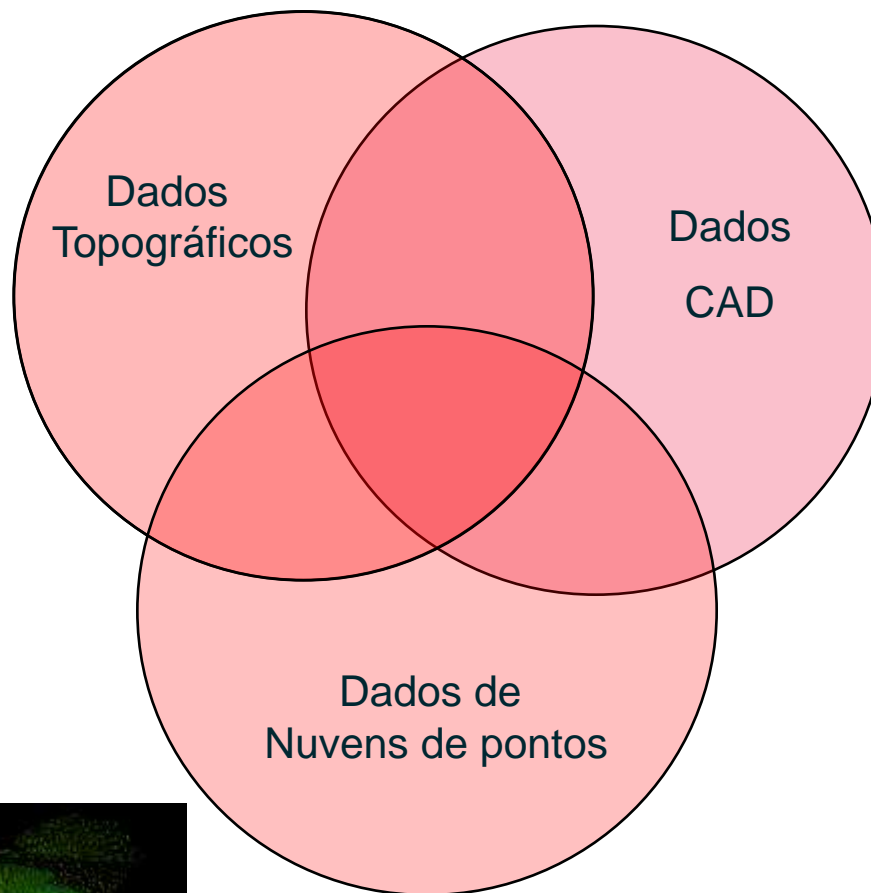 Dados
Topográficos
Dados
CAD
Dados de
Nuvens de pontos